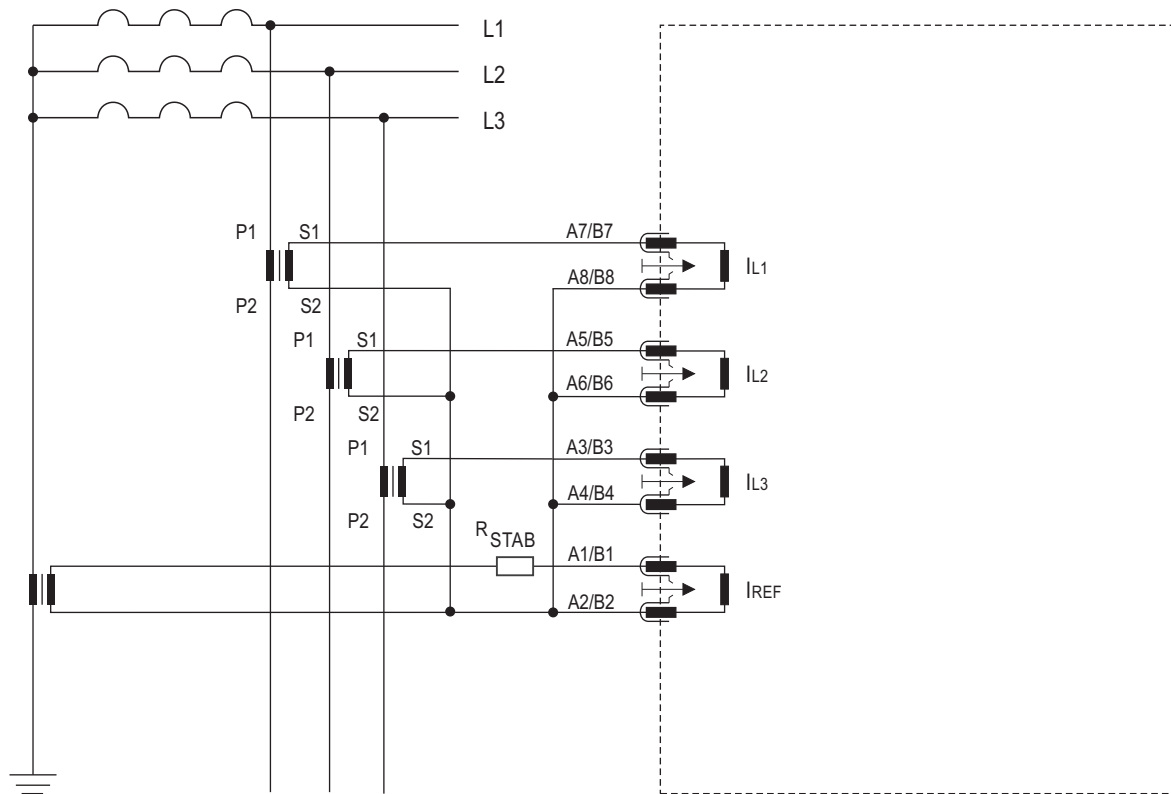 L1
L2
L3
P1 S1 A7/B7
IL1
A8/B8
P2 S2
P1 S1 A5/B5
IL2
A6/B6
P2 S2
P1 S1 A3/B3
IL3
A4/B4
P2 S2
RSTAB
A1/B1
IREF
A2/B2